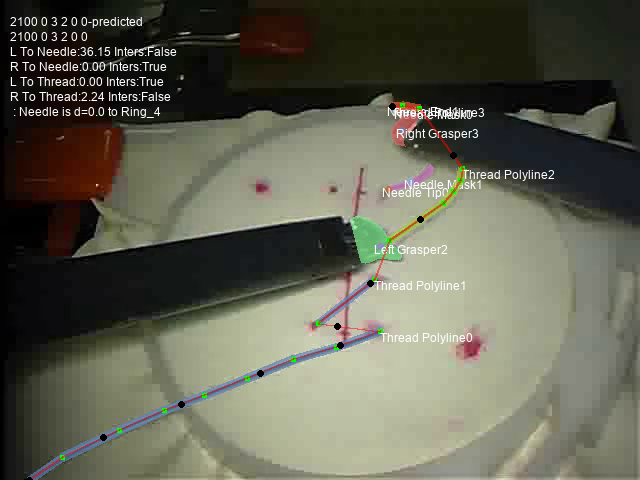 2100 0 3 2 0 0-predicted
2100 0 3 2 0 0
L To Needle:36.15 Inters:False
R To Needle:0.00 Inters:True
L To Thread:0.00 Inters:True
R To Thread:2.24 Inters:False
: Needle is d=0.0 to Ring_4
Right Grasper3
Thread Polyline2
Needle Mask1
Needle Tip0
Left Grasper2
Thread Polyline1
Thread Polyline0